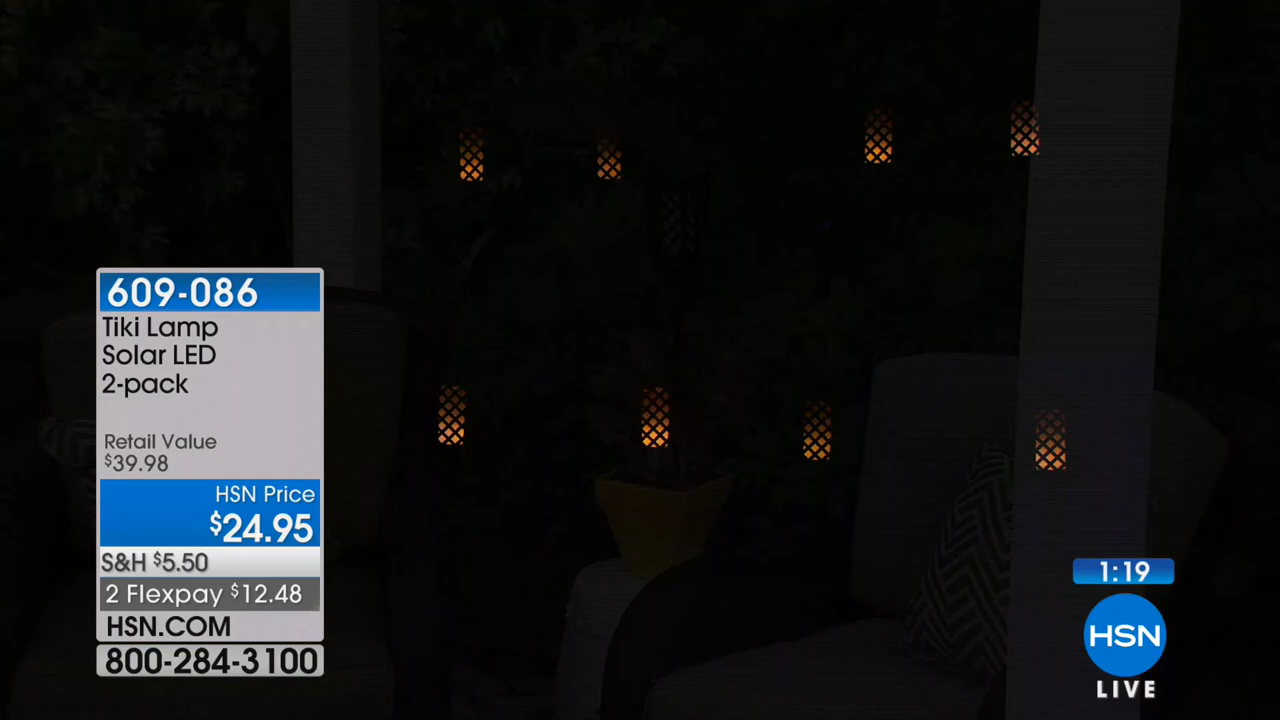 609-086
Tiki Lamp
Solar LED
2-pack
Retail Value
$39.98
HSN Price
$24.95
S&H $5.50
2 Flexpay $12.48
HSN.COM
800-284-3100
1:19
HSN
LIVE